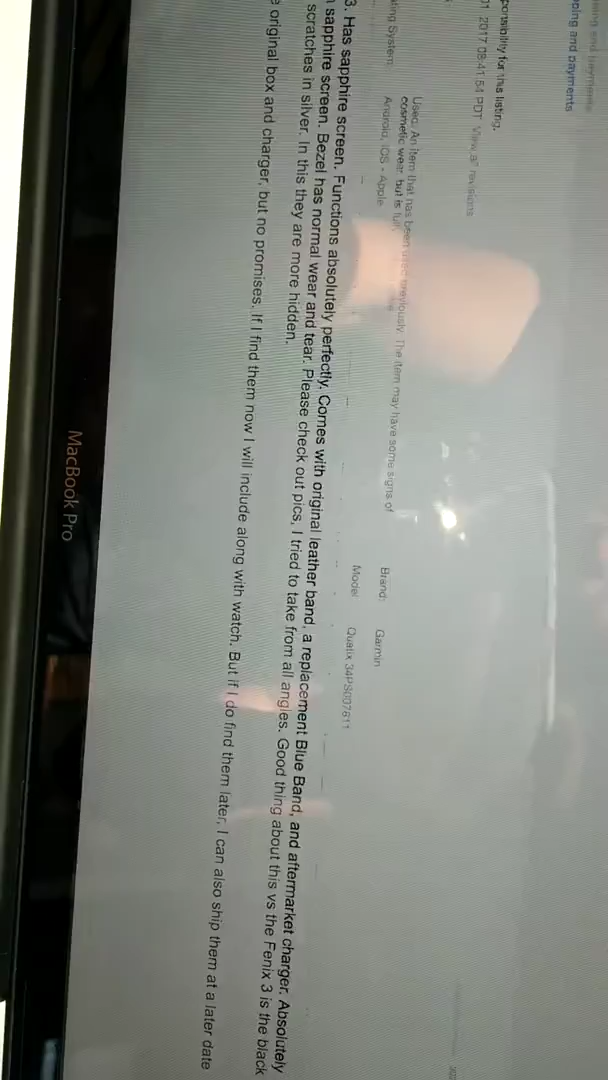 ping and payments
ponsibility for this listing.
2017 08:41:54 PDT View all revisions
Used: An item that has been used previously. The item may have some signs of
cosmetic wear, but is
ating System: Android, iOS - Apple
Brand: Garmin
Model Quatix 34PS007611
3. Has sapphire screen. Functions absolutely perfectly. Comes with original leather band, a replacement Blue Band, and aftermarket charger. Absolutely
sapphire screen. Bezel has normal wear and tear. Please check out pics, I tried to take from all angles. Good thing about this vs the Fenix 3 is the black
scratches in silver. In this they are more hidden.
original box and charger, but no promises. If I find them now I will include along with watch. But if I do find them later, I can also ship them at a later date
MacBook Pro